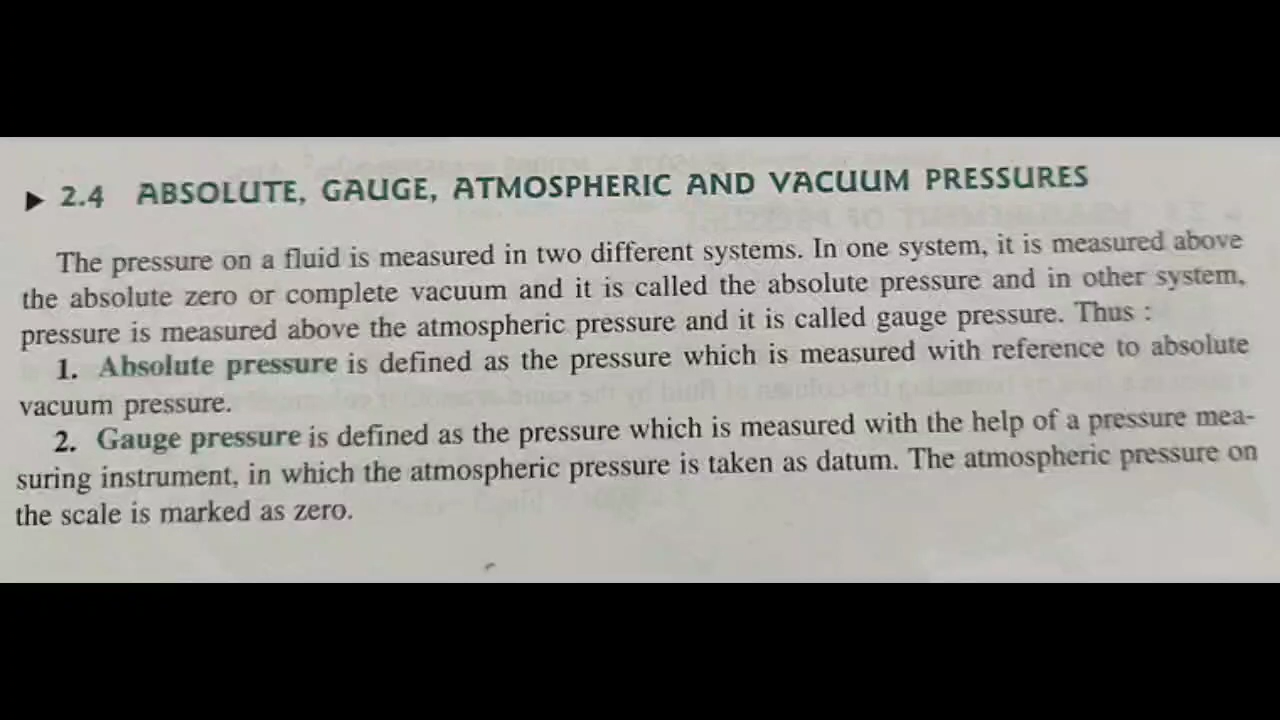 ▶ 2.4 ABSOLUTE, GAUGE, ATMOSPHERIC AND VACUUM PRESSURES
The pressure on a fluid is measured in two different systems. In one system, it is measured above
the absolute zero or complete vacuum and it is called the absolute pressure and in other system,
pressure is measured above the atmospheric pressure and it is called gauge pressure. Thus :
1. Absolute pressure is defined as the pressure which is measured with reference to absolute
vacuum pressure.
2. Gauge pressure is defined as the pressure which is measured with the help of a pressure mea-
suring instrument, in which the atmospheric pressure is taken as datum. The atmospheric pressure on
the scale is marked as zero.